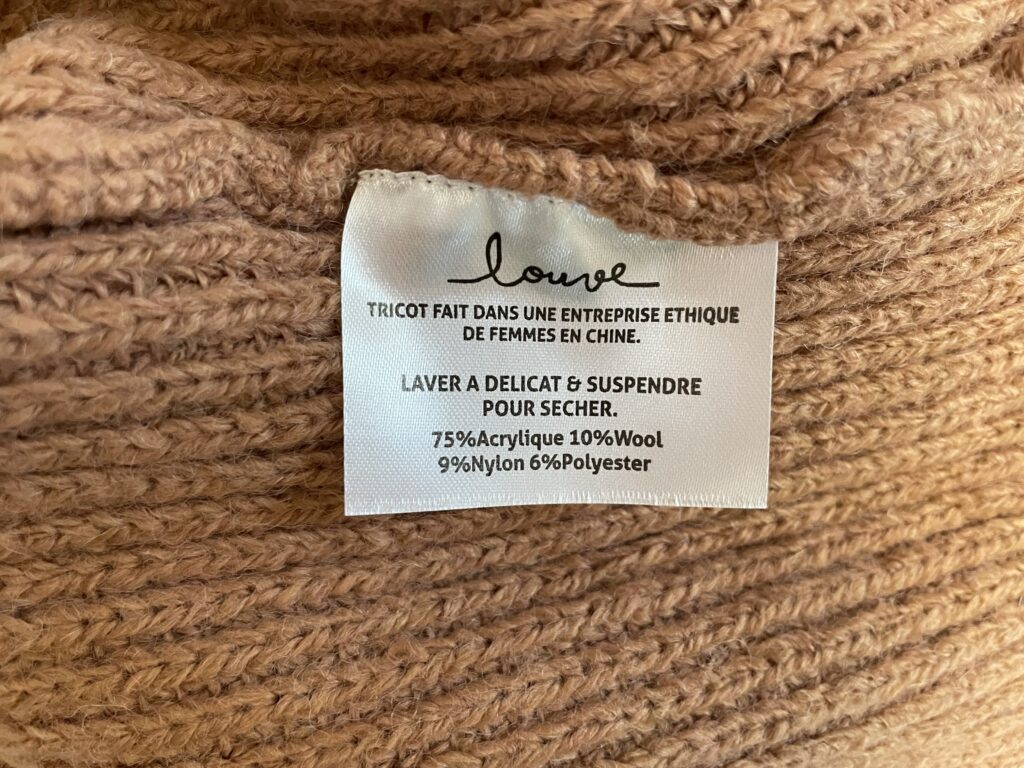 louve
TRICOT FAIT DANS UNE ENTREPRISE ETHIQUE
DE FEMMES EN CHINE.
LAVER A DELICAT & SUSPENDRE
POUR SECHER.
75%Acrylique 10%Wool
9%Nylon 6%Polyester